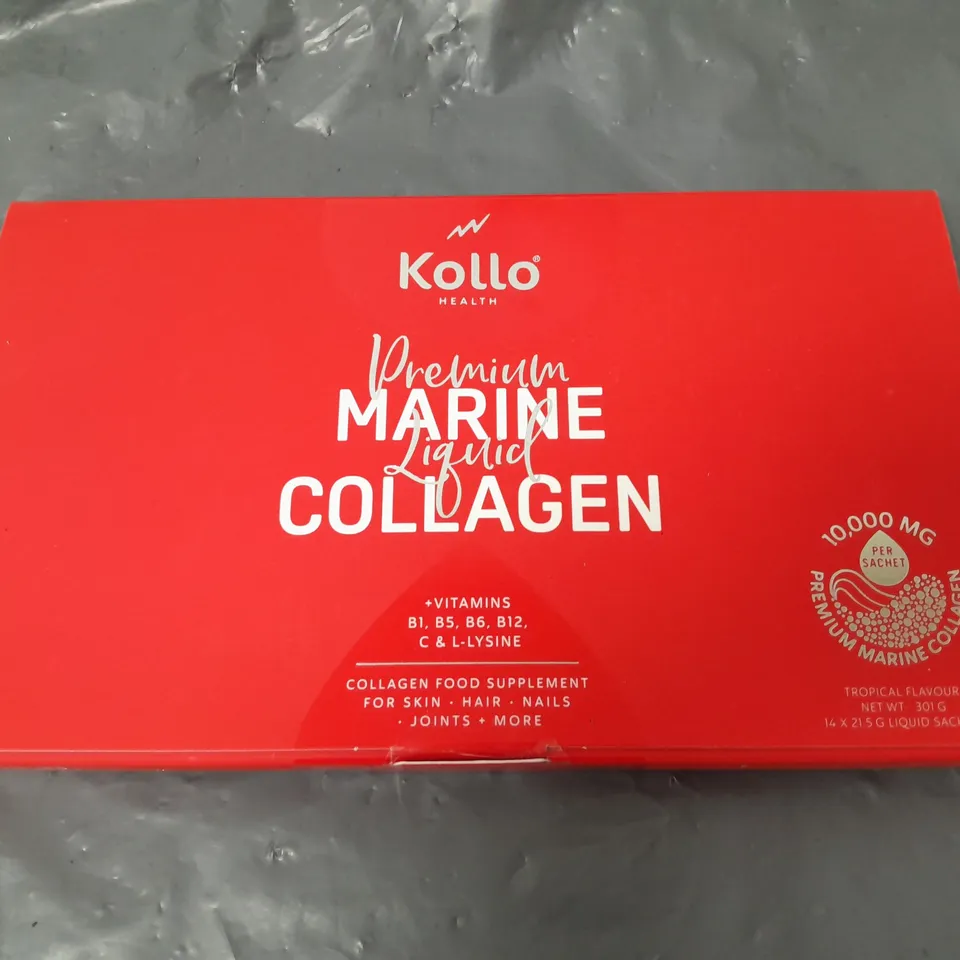 Kollo®
HEALTH
Premium
MARINE
Liquid
COLLAGEN
+VITAMINS
B1, B5, B6, B12,
C & L-LYSINE
COLLAGEN FOOD SUPPLEMENT
FOR SKIN · HAIR · NAILS
· JOINTS + MORE
10,000 MG
PER
SACHET
PREMIUM MARINE COLLAGEN
TROPICAL FLAVOUR
NET WT 301 G
14 X 21.5 G LIQUID